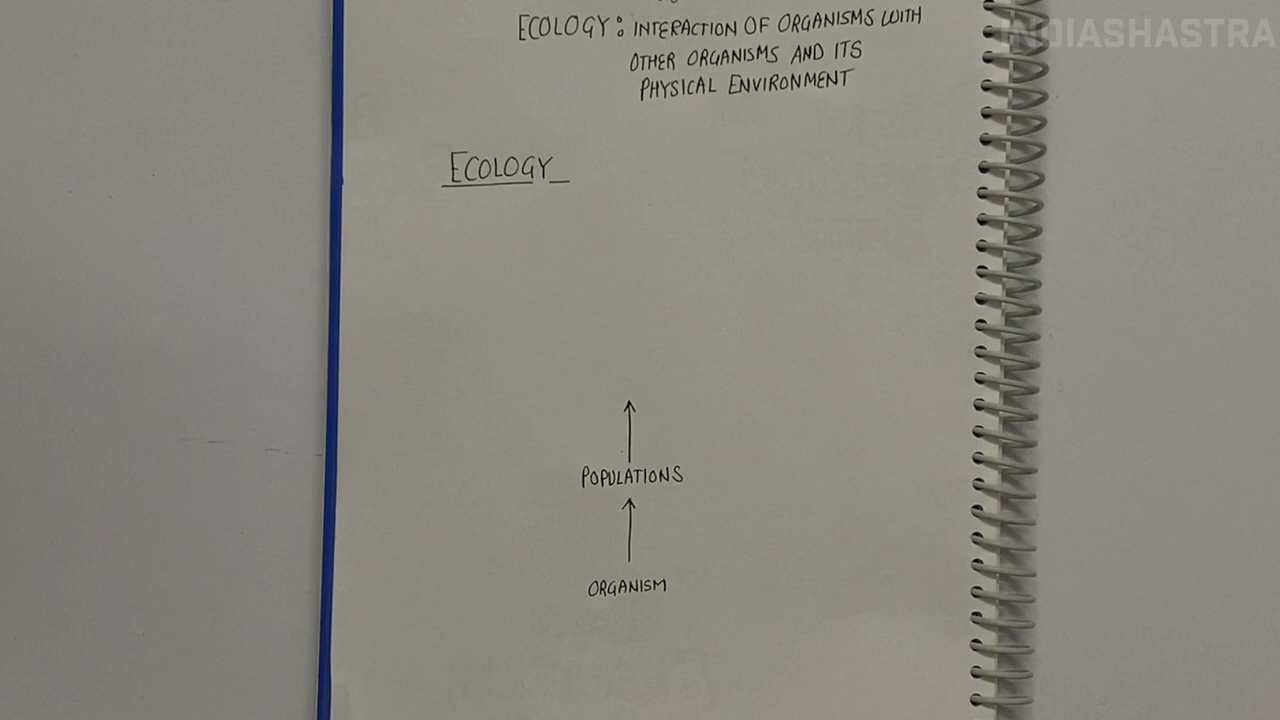 INDIASHASTRA
ECOLOGY: INTERACTION OF ORGANISMS WITH
OTHER ORGANISMS AND ITS
PHYSICAL ENVIRONMENT
ECOLOGY
POPULATIONS
ORGANISM